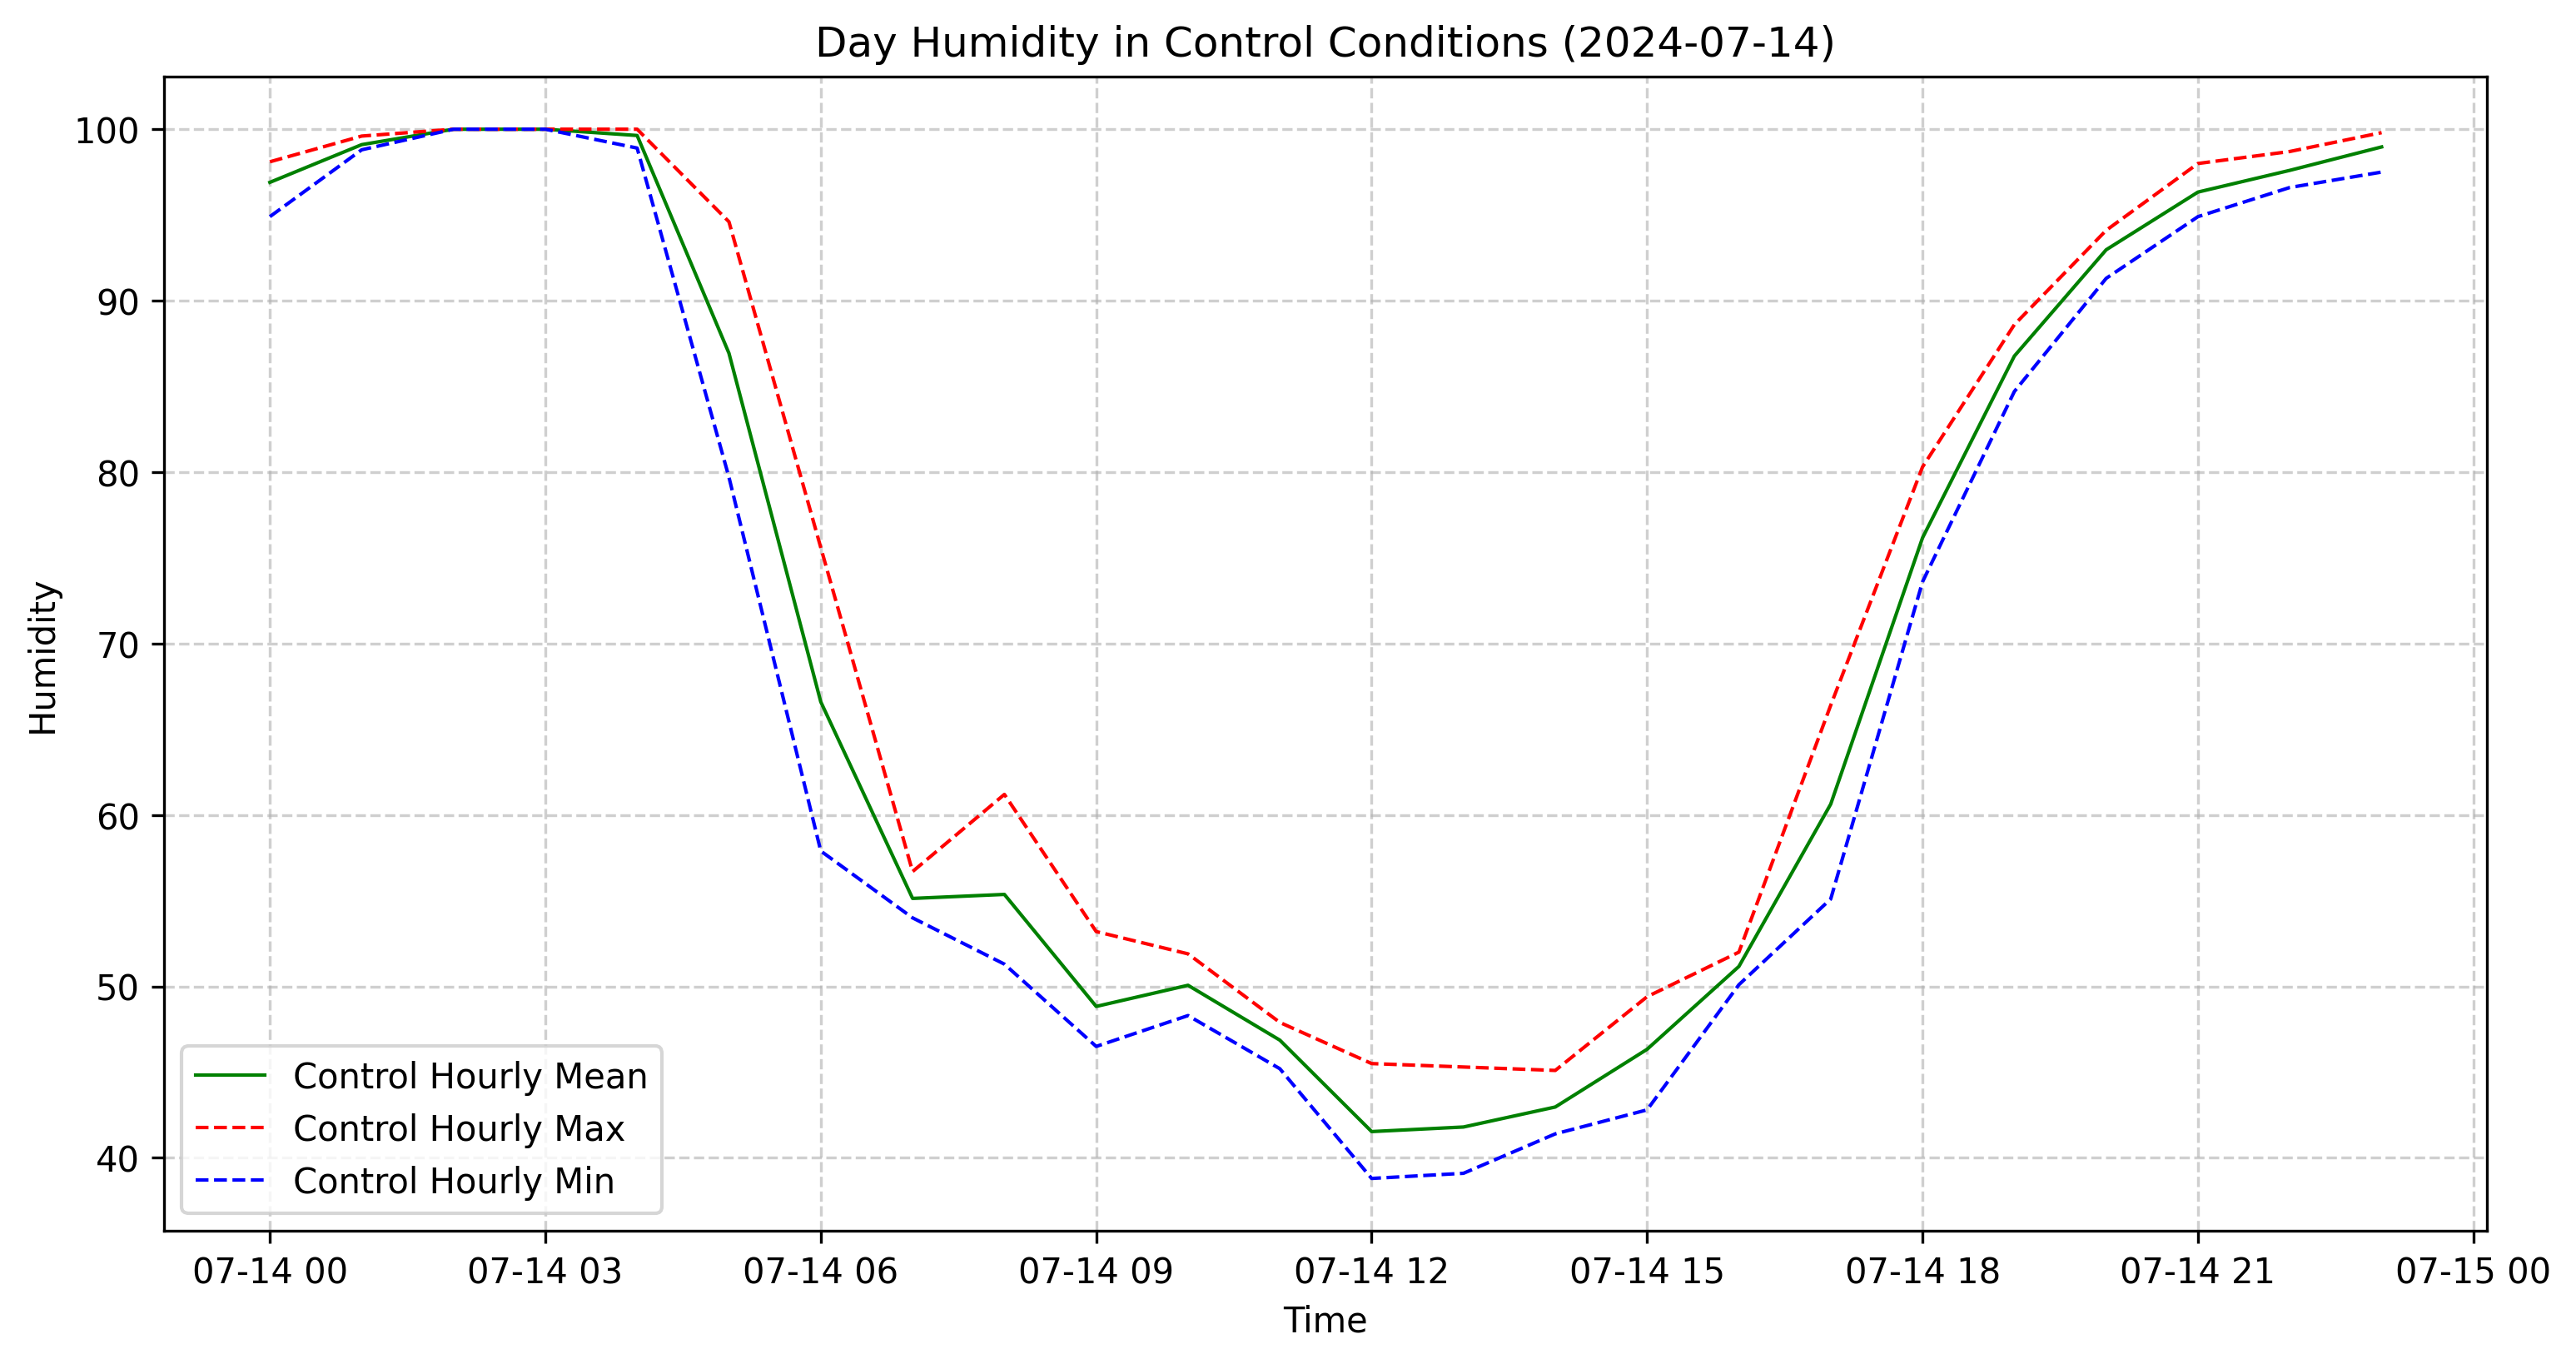 Day Humidity in Control Conditions (2024-07-14)
Humidity
100
90
80
70
60
50
40
Control Hourly Mean
Control Hourly Max
Control Hourly Min
07-14 00 07-14 03 07-14 06 07-14 09 07-14 12 07-14 15 07-14 18 07-14 21 07-15 00
Time